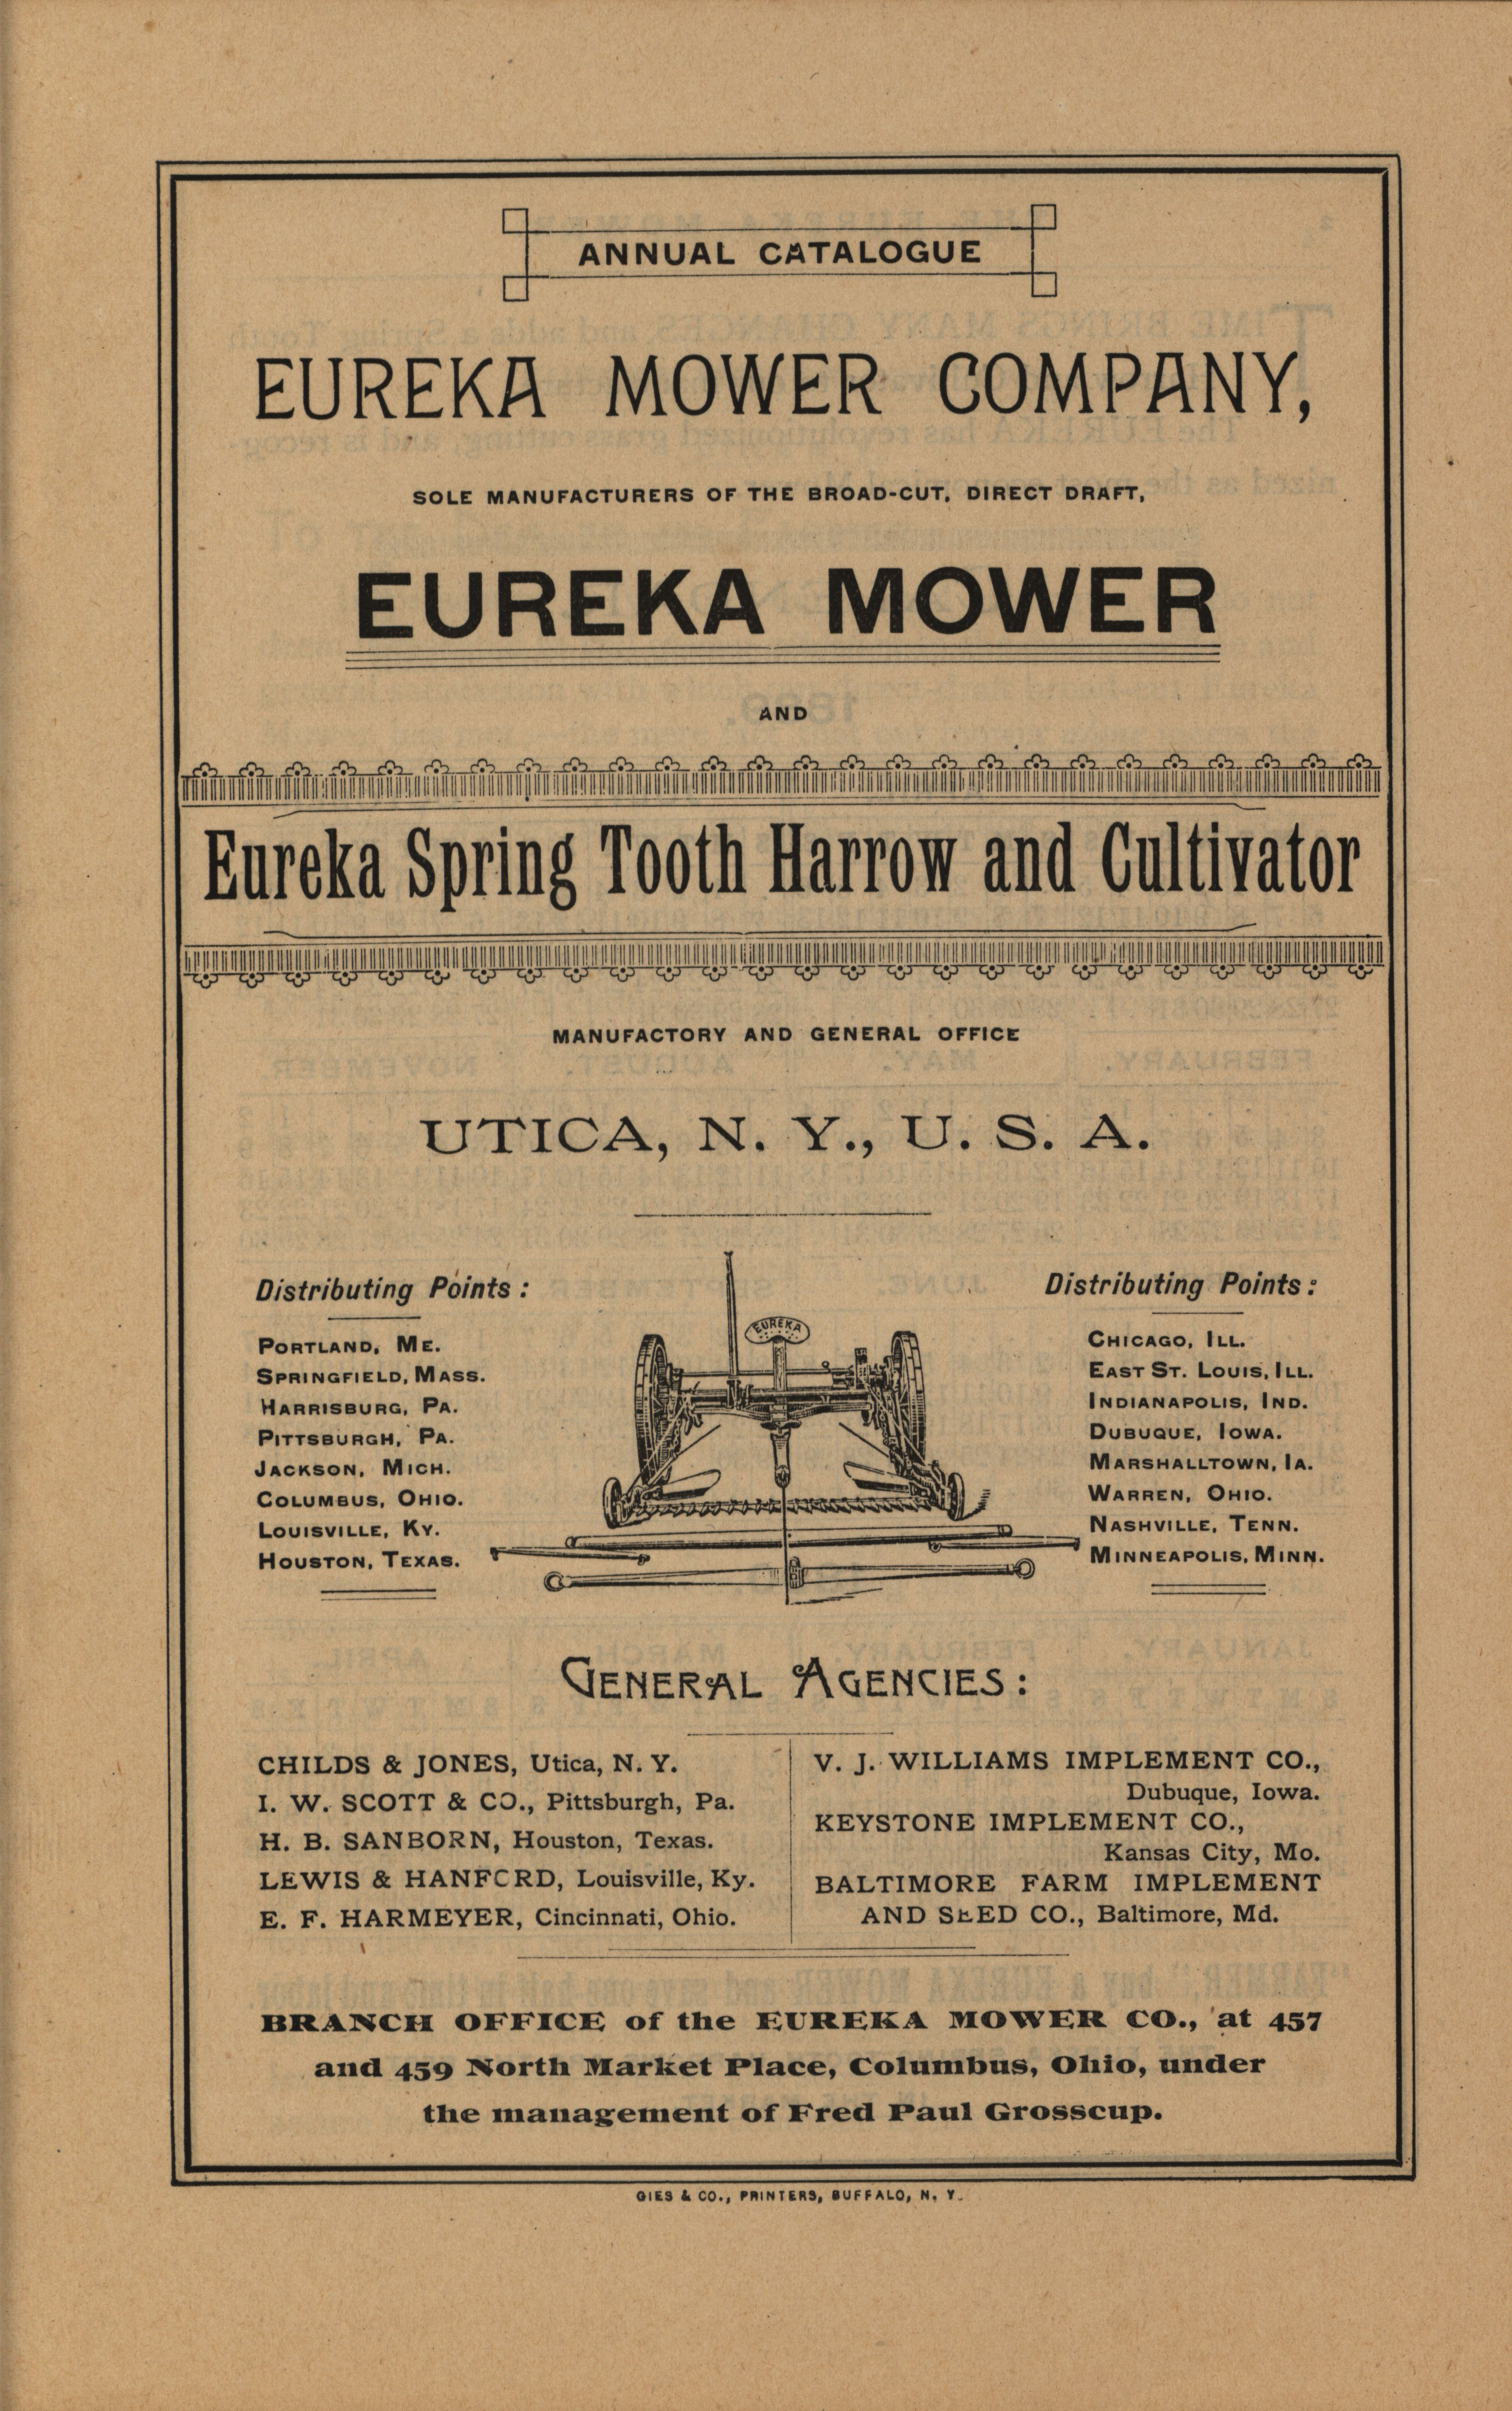 ANNUAL CATALOGUE
EUREKA MOWER COMPANY,
SOLE MANUFACTURERS OF THE BROAD-CUT, DIRECT DRAFT,
EUREKA MOWER
AND
Eureka Spring Tooth Harrow and Cultivator
MANUFACTORY AND GENERAL OFFICE
UTICA, N. Y., U. S. A.
Distributing Points:
PORTLAND, ME.
SPRINGFIELD, MASS.
HARRISBURG, PA.
PITTSBURGH, PA.
JACKSON, MICH.
COLUMBUS, OHIO.
LOUISVILLE, KY.
HOUSTON, TEXAS.
EUREKA
Distributing Points:
CHICAGO, ILL.
EAST ST. LOUIS, ILL.
INDIANAPOLIS, IND.
DUBUQUE, IOWA.
MARSHALLTOWN, IA.
WARREN, OHIO.
NASHVILLE, TENN.
MINNEAPOLIS, MINN.
GENERAL AGENCIES:
CHILDS & JONES, Utica, N. Y.
I. W. SCOTT & CO., Pittsburgh, Pa.
H. B. SANBORN, Houston, Texas.
LEWIS & HANFORD, Louisville, Ky.
E. F. HARMEYER, Cincinnati, Ohio.
V. J. WILLIAMS IMPLEMENT CO.,
Dubuque, Iowa.
KEYSTONE IMPLEMENT CO.,
Kansas City, Mo.
BALTIMORE FARM IMPLEMENT
AND SEED CO., Baltimore, Md.
BRANCH OFFICE of the EUREKA MOWER CO., at 457
and 459 North Market Place, Columbus, Ohio, under
the management of Fred Paul Grosscup.
GIES & CO., PRINTERS, BUFFALO, N. Y.